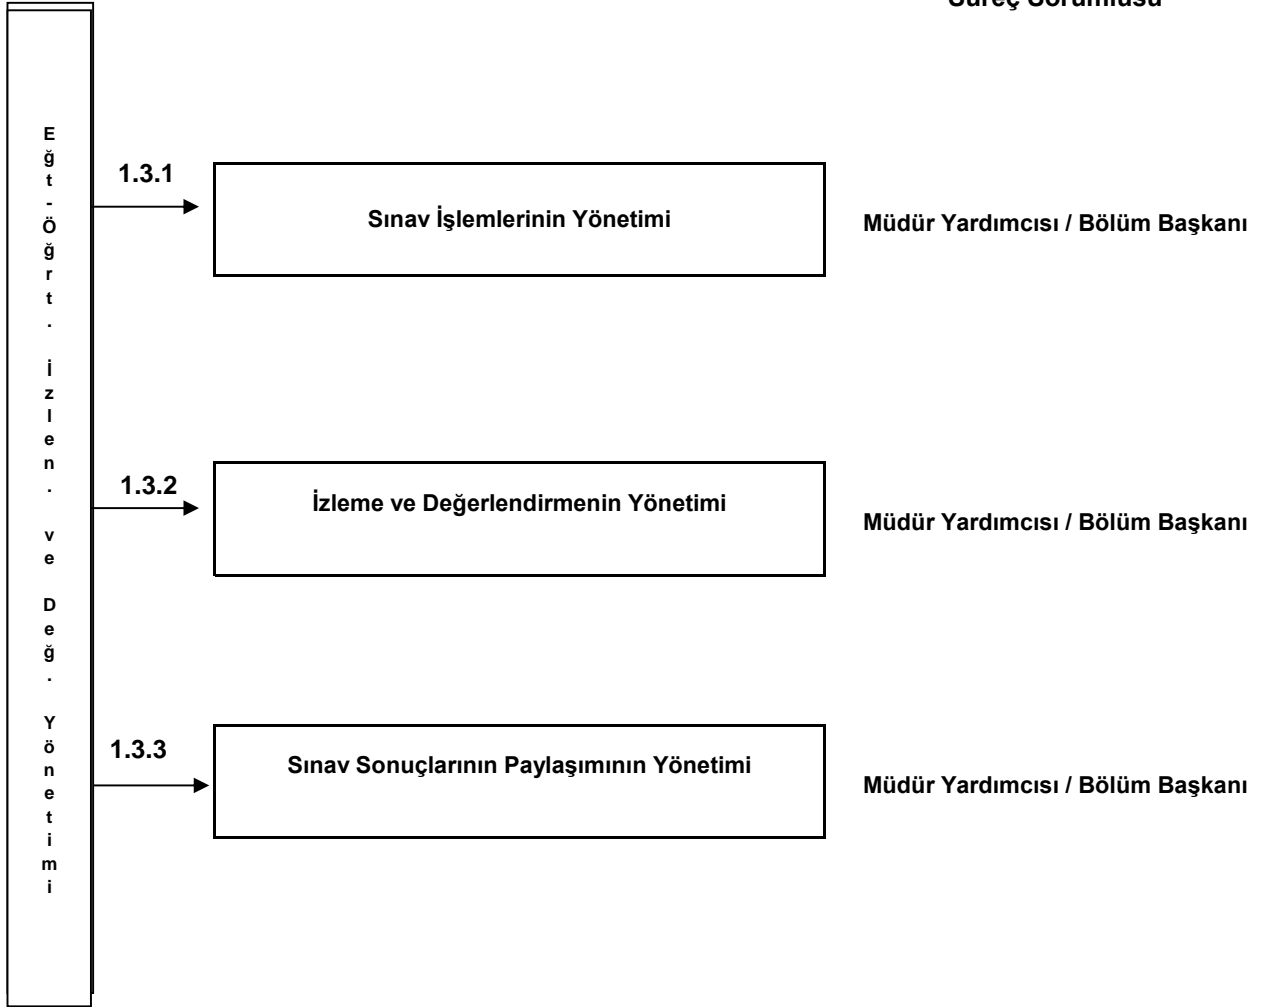 Süreç Sorumlusu
Eğt-Öğrt. İzlen. ve Değ. Yönetimi
1.3.1
Sınav İşlemlerinin Yönetimi
Müdür Yardımcısı / Bölüm Başkanı
1.3.2
İzleme ve Değerlendirmenin Yönetimi
Müdür Yardımcısı / Bölüm Başkanı
1.3.3
Sınav Sonuçlarının Paylaşımının Yönetimi
Müdür Yardımcısı / Bölüm Başkanı